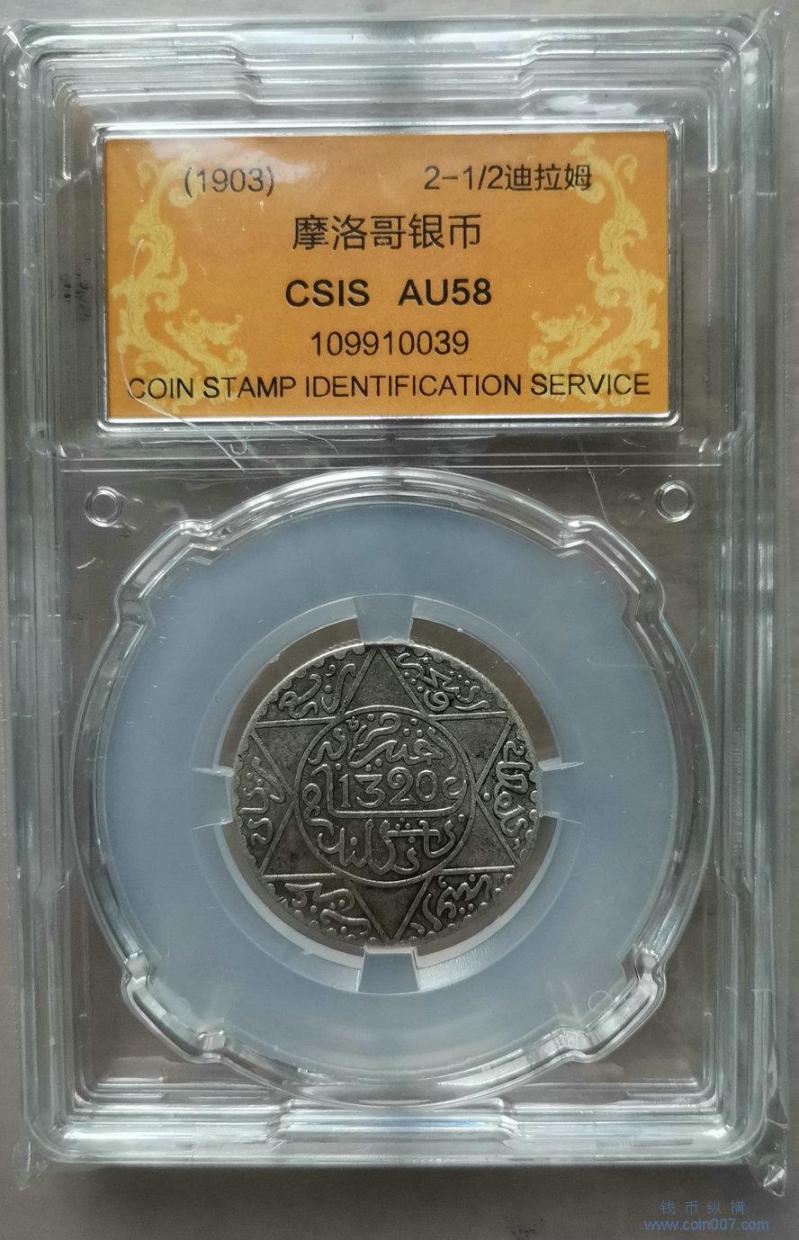 (1903) 2-1/2迪拉姆
摩洛哥银币
CSIS AU58
109910039
COIN STAMP IDENTIFICATION SERVICE
1320
钱币纵横
www.coin007.com